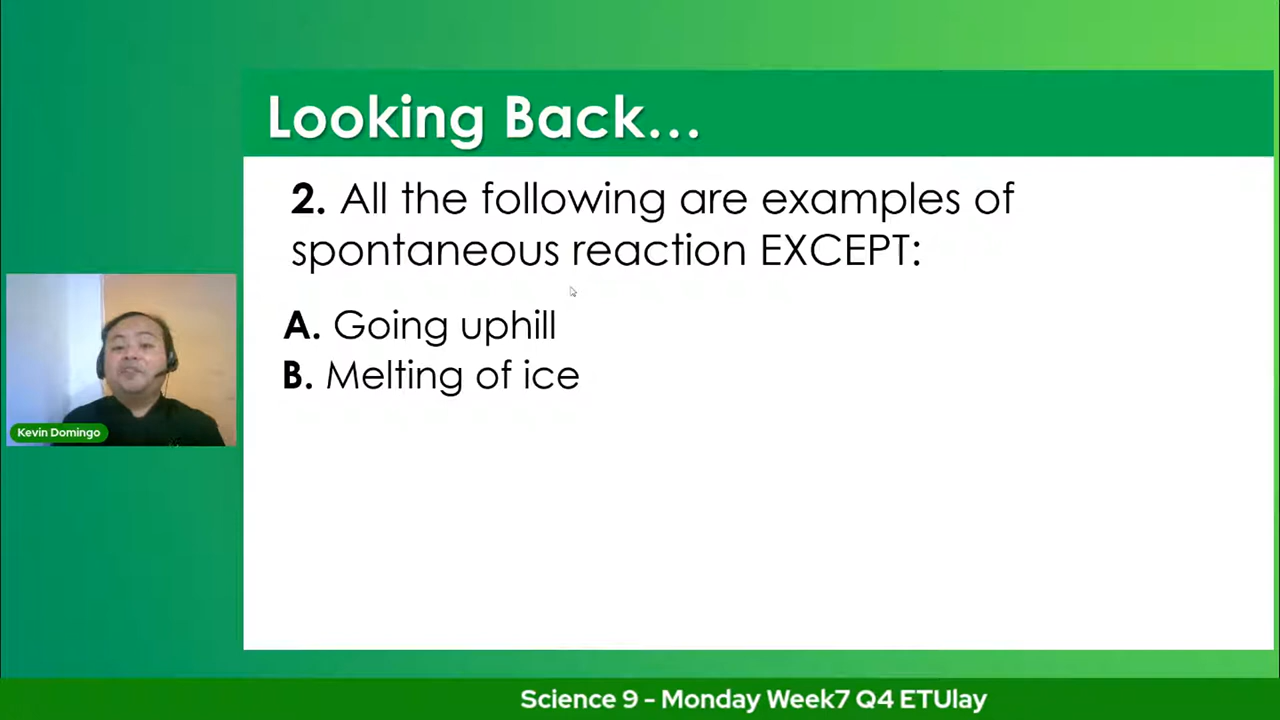 Looking Back...
2. All the following are examples of
spontaneous reaction EXCEPT:
A. Going uphill
B. Melting of ice
Kevin Domingo
Science 9 - Monday Week7 Q4 ETUlay